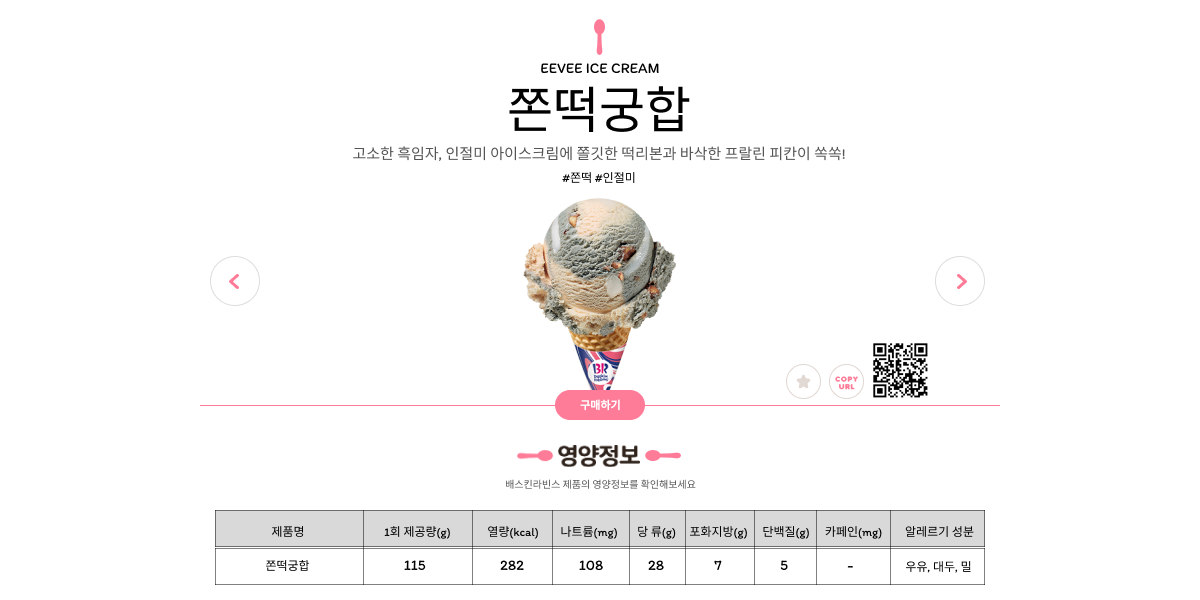 EEVEE ICE CREAM
쫀떡궁합
고소한 흑임자, 인절미 아이스크림에 쫄깃한 떡리본과 바삭한 프랄린 피칸이 쏙쏙!
#쫀떡 #인절미
BR
COPY
URL
구매하기
영양정보
배스킨라빈스 제품의 영양정보를 확인해보세요
제품명 1회 제공량(g) 열량(kcal) 나트륨(mg) 당 류(g) 포화지방(g) 단백질(g) 카페인(mg) 알레르기 성분
쫀떡궁합 115 282 108 28 7 5 - 우유, 대두, 밀